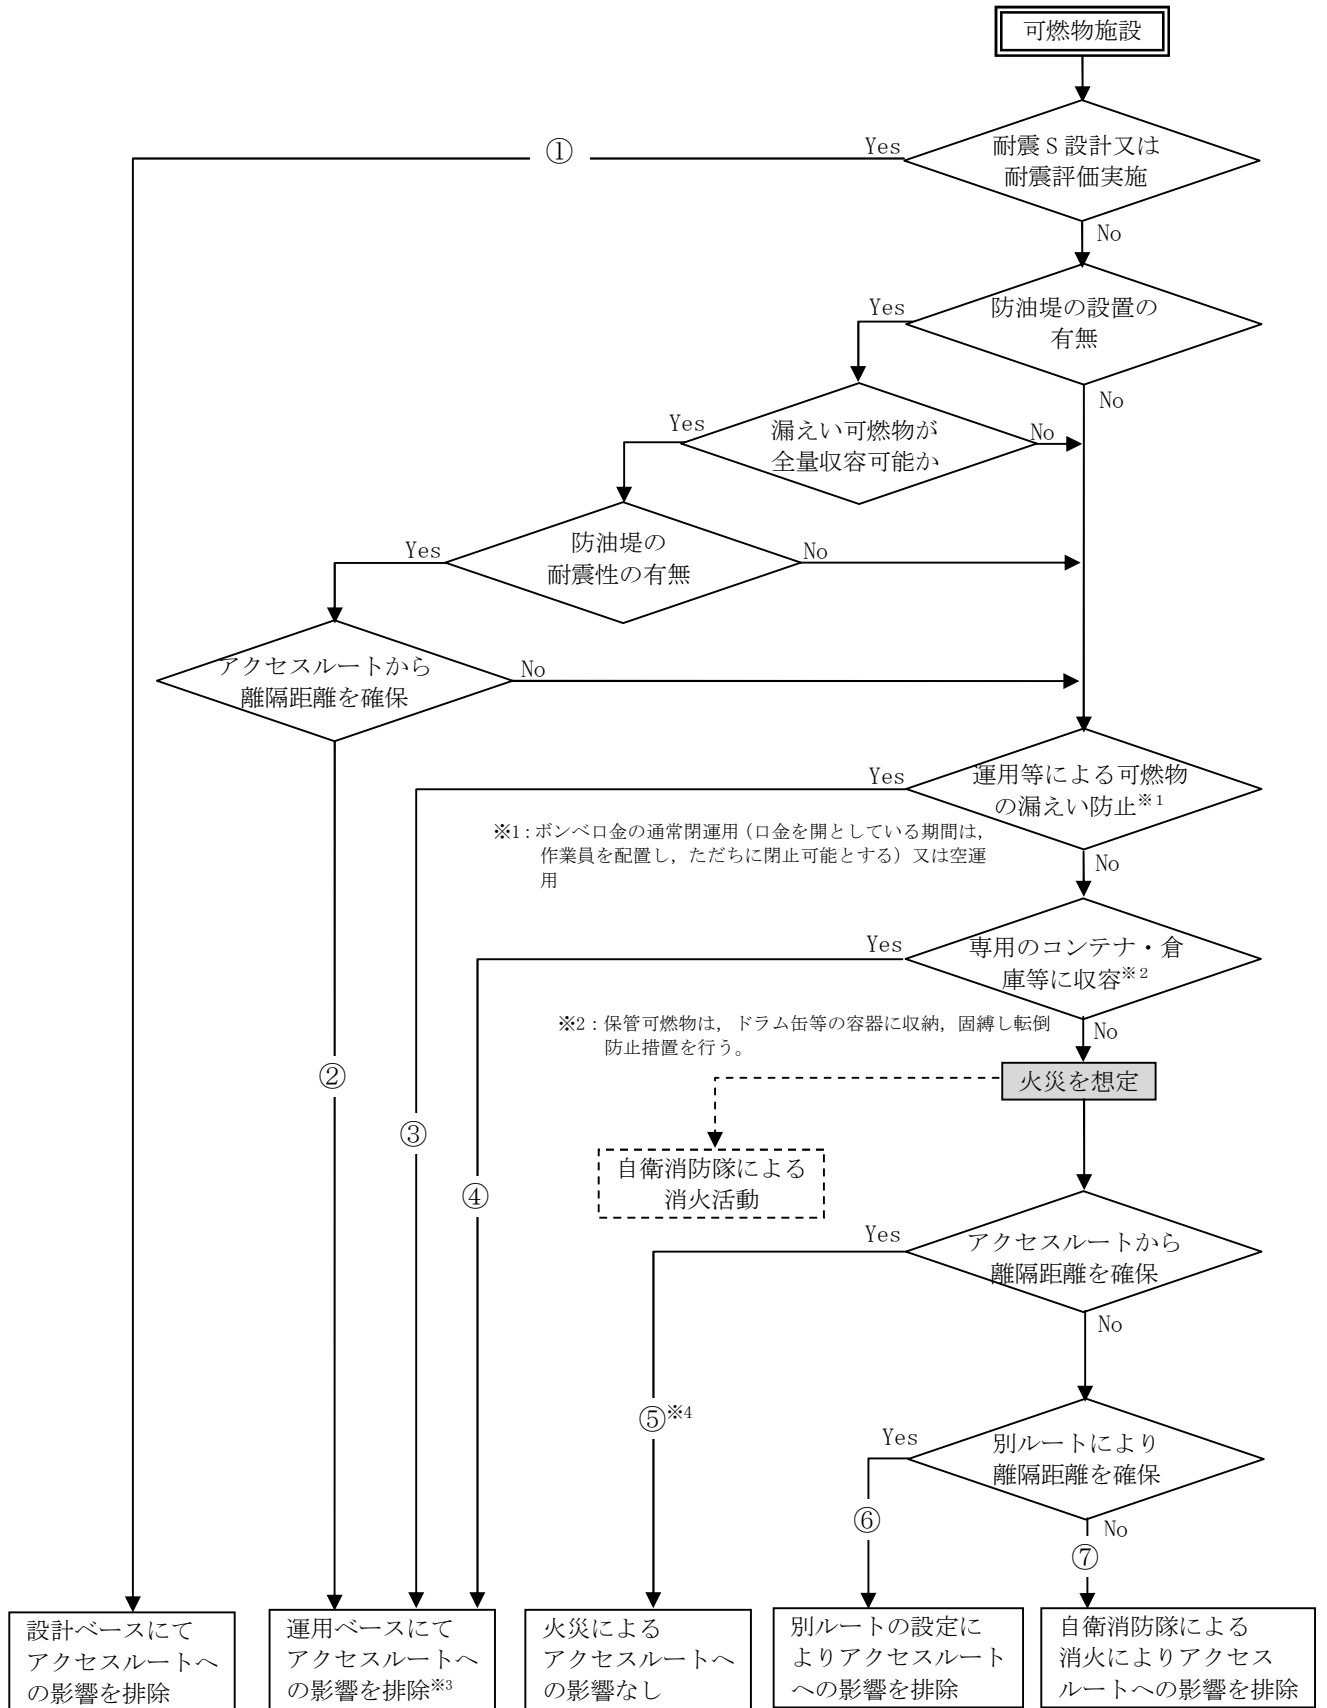 可燃物施設
耐震S設計又は
耐震評価実施
Yes
①
No
防油堤の設置の
有無
Yes
No
漏えい可燃物が
全量収容可能か
Yes
No
防油堤の
耐震性の有無
Yes
No
アクセスルートから
離隔距離を確保
No
運用等による可燃物
の漏えい防止※1
Yes
※1：ボンベ口金の通常閉運用（口金を開としている期間は，
作業員を配置し，ただちに閉止可能とする）又は空運
用
No
専用のコンテナ・倉
庫等に収容※2
Yes
※2：保管可燃物は，ドラム缶等の容器に収納，固縛し転倒
防止措置を行う。
No
火災を想定
②
③
④
自衛消防隊による
消火活動
アクセスルートから
離隔距離を確保
Yes
No
⑤※4
別ルートにより
離隔距離を確保
Yes
⑥
No
⑦
設計ベースにて
アクセスルートへ
の影響を排除
運用ベースにて
アクセスルートへ
の影響を排除※3
火災による
アクセスルートへ
の影響なし
別ルートの設定に
よりアクセスルート
への影響を排除
自衛消防隊による
消火によりアクセス
ルートへの影響を排除